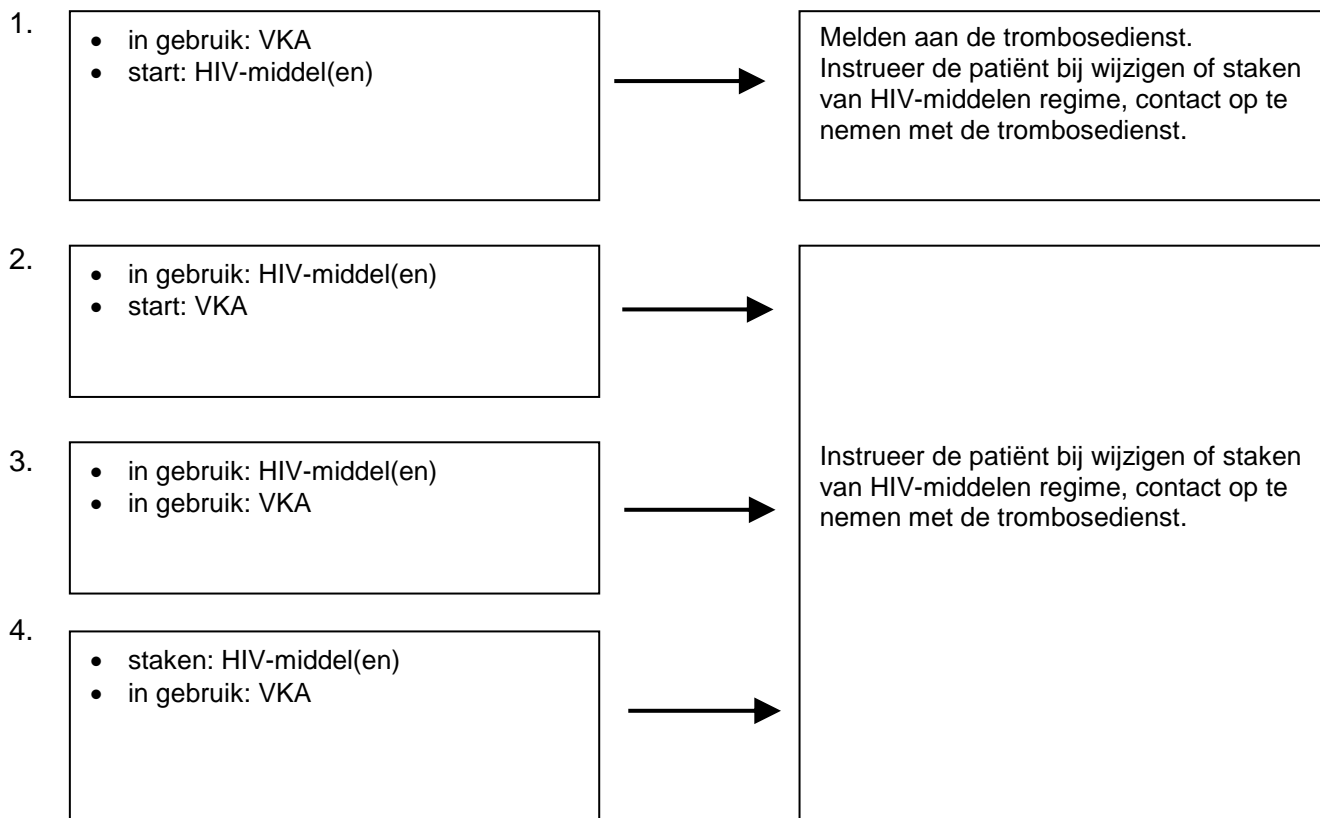 1.
• in gebruik: VKA
• start: HIV-middel(en)
Melden aan de trombosedienst.
Instrueer de patiënt bij wijzigen of staken
van HIV-middelen regime, contact op te
nemen met de trombosedienst.
2.
• in gebruik: HIV-middel(en)
• start: VKA
3.
• in gebruik: HIV-middel(en)
• in gebruik: VKA
Instrueer de patiënt bij wijzigen of staken
van HIV-middelen regime, contact op te
nemen met de trombosedienst.
4.
• staken: HIV-middel(en)
• in gebruik: VKA